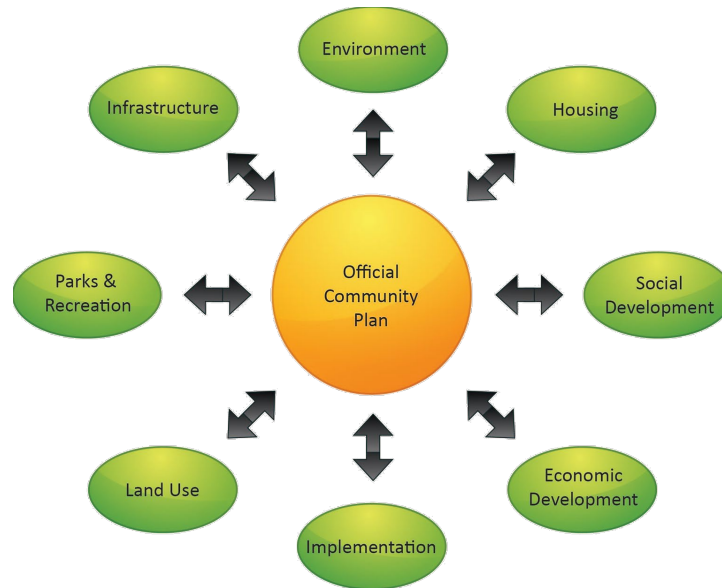 Environment
Infrastructure
Housing
Parks &
Recreation
Official
Community
Plan
Social
Development
Land Use
Economic
Development
Implementation